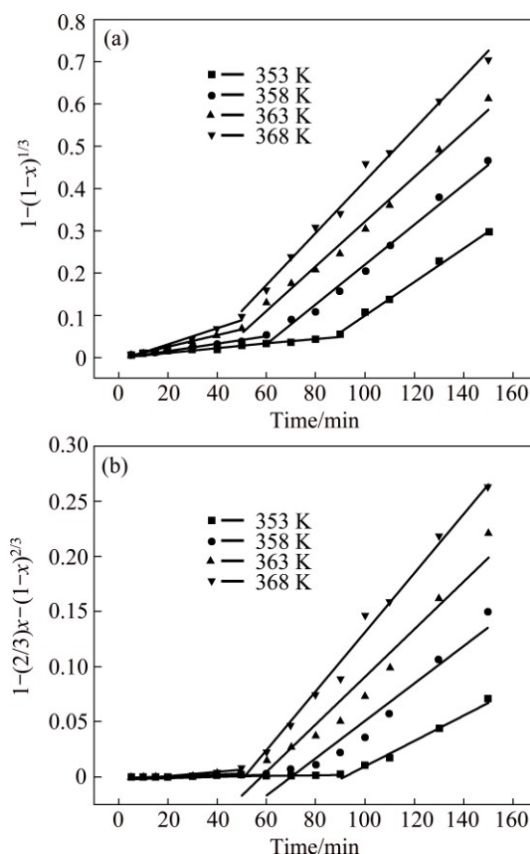 (a)
0.8
0.7
0.6
0.5
0.4
0.3
0.2
0.1
0
1−(1−x)^{1/3}
353 K
358 K
363 K
368 K
0 20 40 60 80 100 120 140 160
Time/min
(b)
0.30
0.25
0.20
0.15
0.10
0.05
0
1−(2/3)x−(1−x)^{2/3}
353 K
358 K
363 K
368 K
0 20 40 60 80 100 120 140 160
Time/min